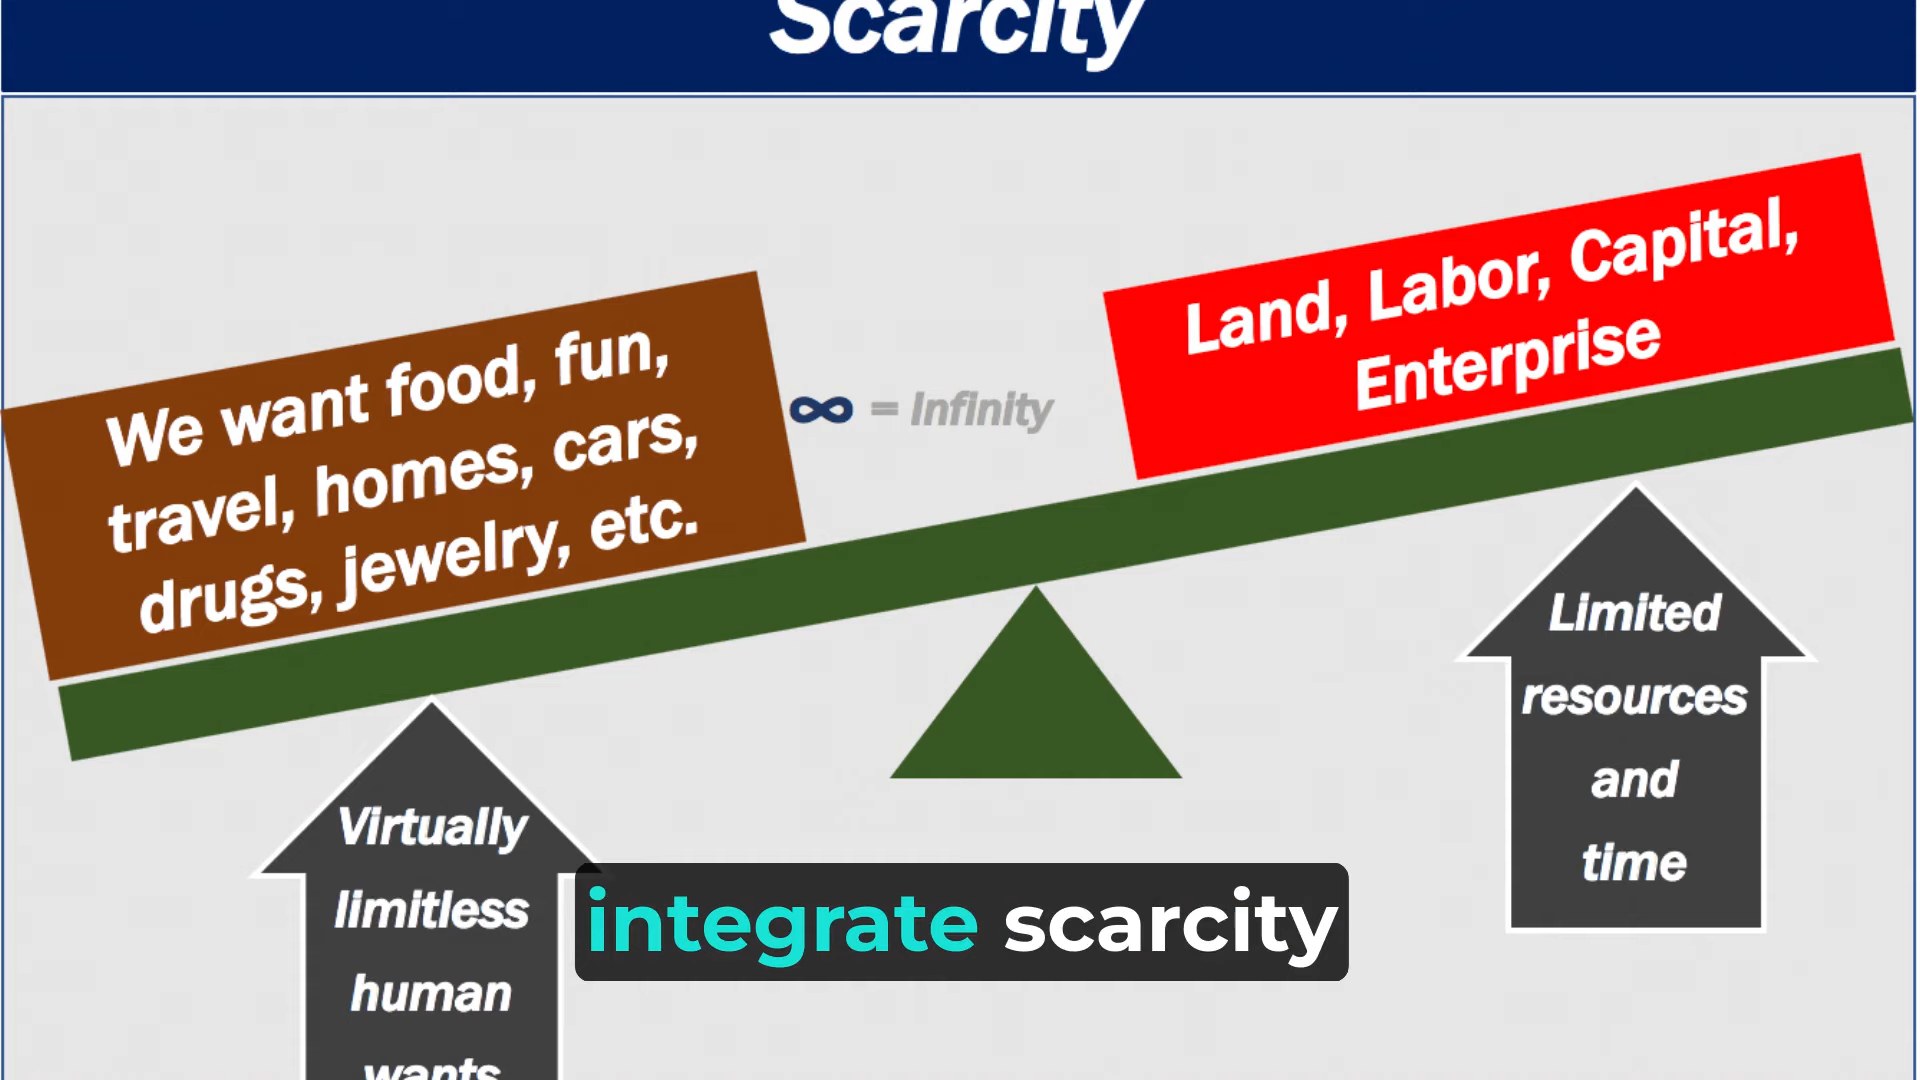 Scarcity
We want food, fun,
travel, homes, cars,
drugs, jewelry, etc.
∞ = Infinity
Land, Labor, Capital,
Enterprise
Limited
resources
and
time
Virtually
limitless
human
wants
integrate scarcity